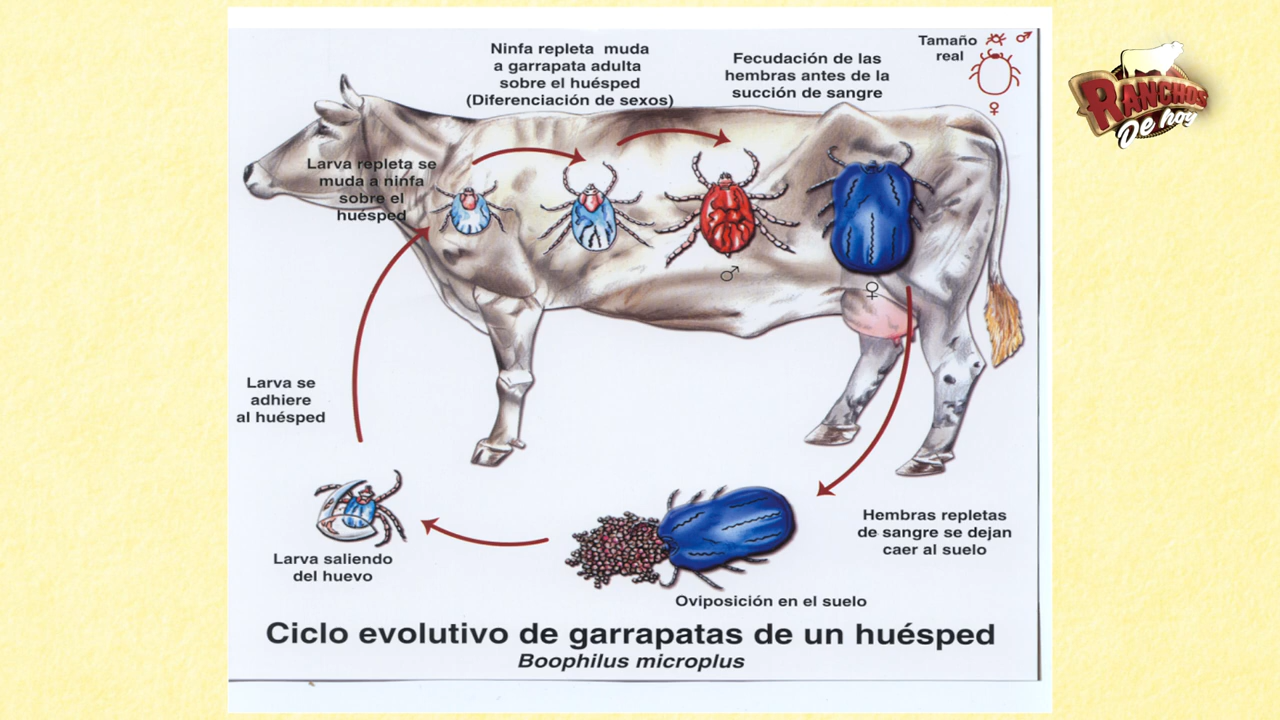 Ninfa repleta muda
a garrapata adulta
sobre el huésped
(Diferenciación de sexos)
Fecudación de las
hembras antes de la
succión de sangre
Tamaño
real
♂
♀
RANCHOS
De hoy
Larva repleta se
muda a ninfa
sobre el
huésped
♂
♀
Larva se
adhiere
al huésped
Larva saliendo
del huevo
Hembras repletas
de sangre se dejan
caer al suelo
Oviposición en el suelo
Ciclo evolutivo de garrapatas de un huésped
Boophilus microplus